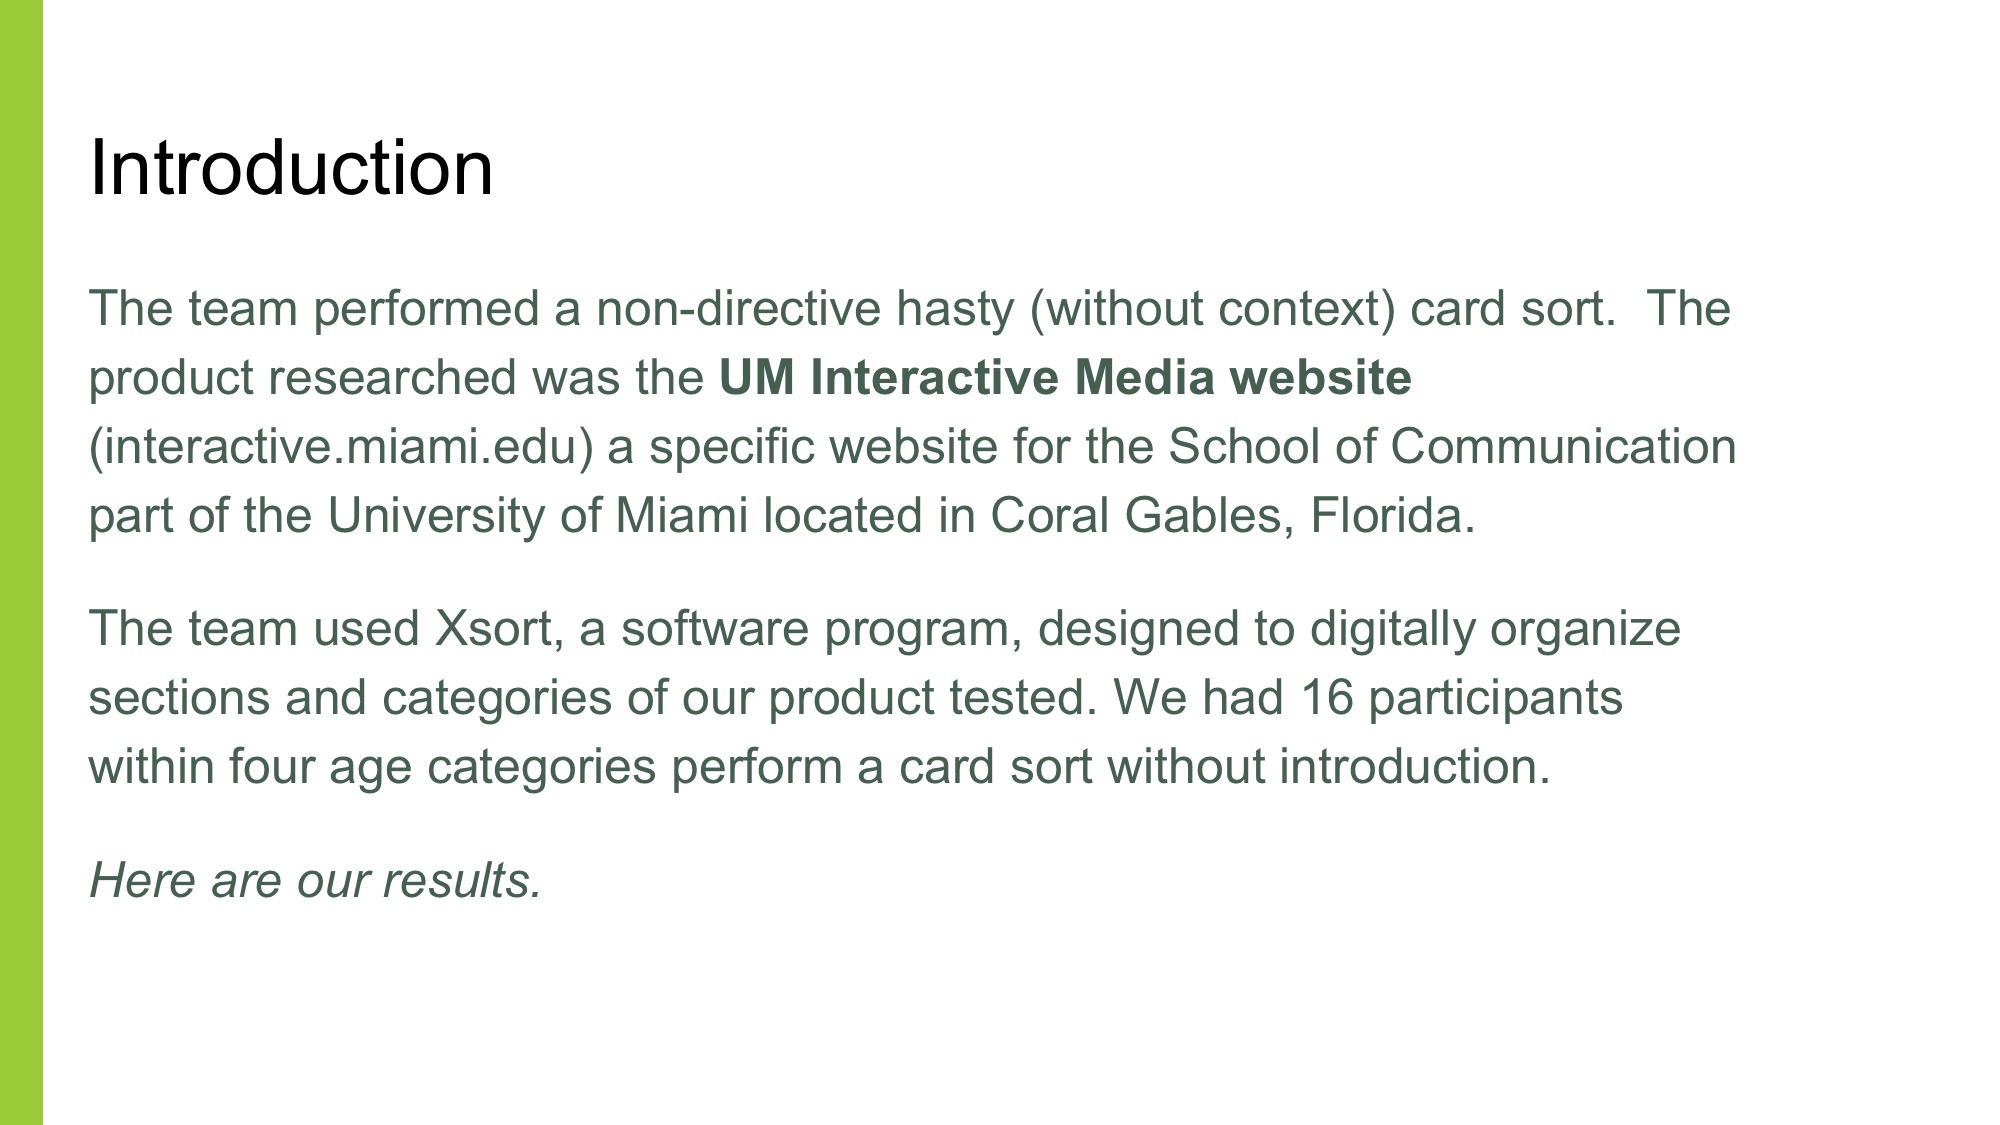 Introduction
The team performed a non-directive hasty (without context) card sort.  The
product researched was the UM Interactive Media website
(interactive.miami.edu) a specific website for the School of Communication
part of the University of Miami located in Coral Gables, Florida.
The team used Xsort, a software program, designed to digitally organize
sections and categories of our product tested. We had 16 participants
within four age categories perform a card sort without introduction.
Here are our results.